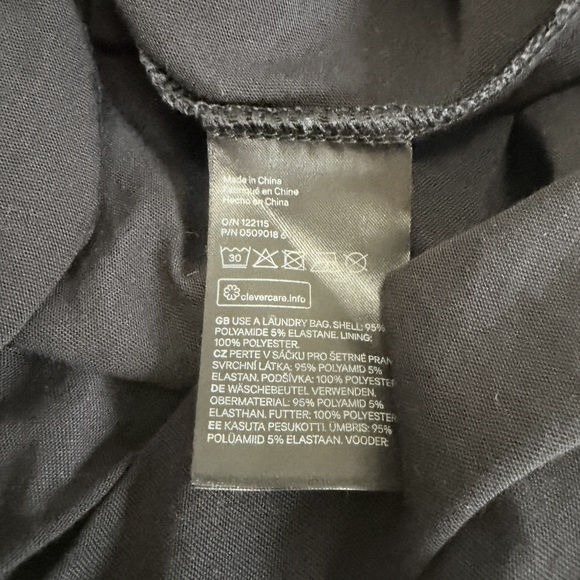 Made in China
Fabriqué en Chine
Hecho en China
O/N 122115
P/N 0509018 6
30
clevercare.info
GB USE A LAUNDRY BAG. SHELL: 95%
POLYAMIDE 5% ELASTANE. LINING:
100% POLYESTER.
CZ PERTE V SÁČKU PRO ŠETRNÉ PRAN
SVRCHNÍ LÁTKA: 95% POLYAMID 5%
ELASTAN. PODŠÍVKA: 100% POLYESTER
DE WÄSCHEBEUTEL VERWENDEN.
OBERMATERIAL: 95% POLYAMID 5%
ELASTHAN. FUTTER: 100% POLYESTER
EE KASUTA PESUKOTTI. ÜMBRIS: 95%
POLÜAMIID 5% ELASTAAN. VOODER: